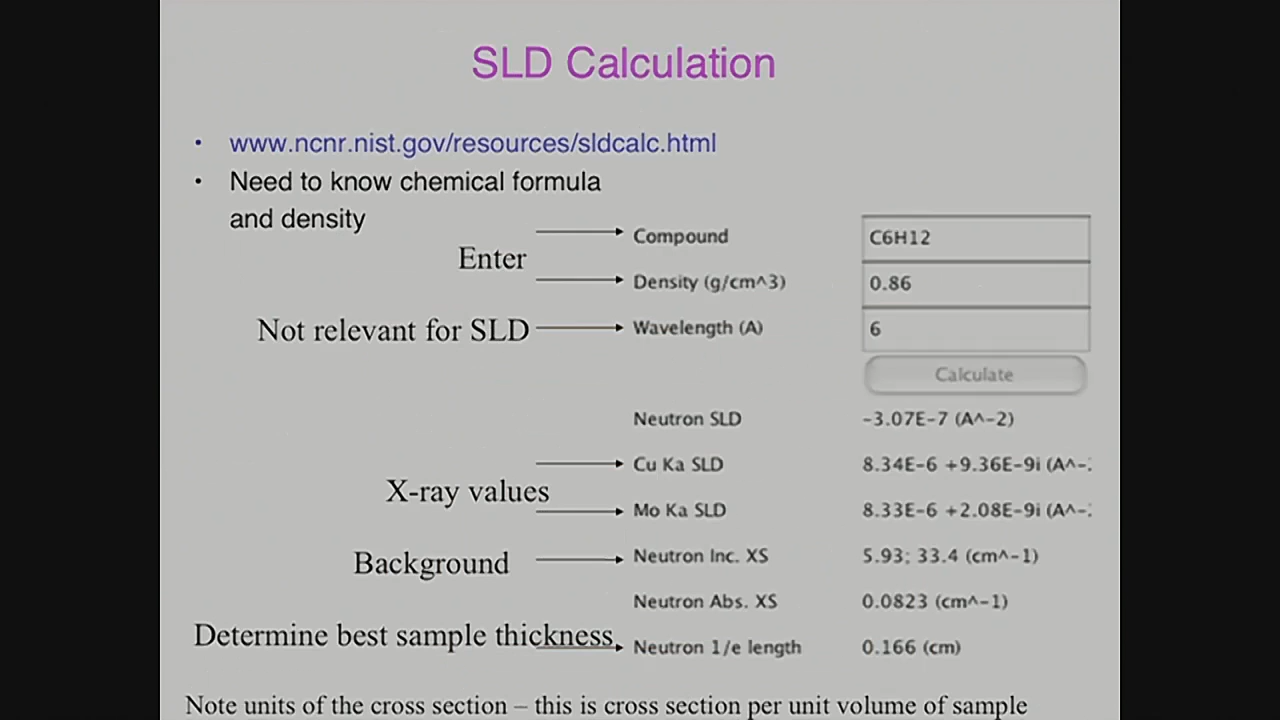 SLD Calculation
• www.ncnr.nist.gov/resources/sldcalc.html
• Need to know chemical formula
and density
Enter
Compound C6H12
Density (g/cm^3) 0.86
Not relevant for SLD Wavelength (A) 6
Calculate
Neutron SLD -3.07E-7 (A^-2)
X-ray values
Cu Ka SLD 8.34E-6 +9.36E-9i (A^-
Mo Ka SLD 8.33E-6 +2.08E-9i (A^-
Background Neutron Inc. XS 5.93; 33.4 (cm^-1)
Neutron Abs. XS 0.0823 (cm^-1)
Determine best sample thickness Neutron 1/e length 0.166 (cm)
Note units of the cross section – this is cross section per unit volume of sample